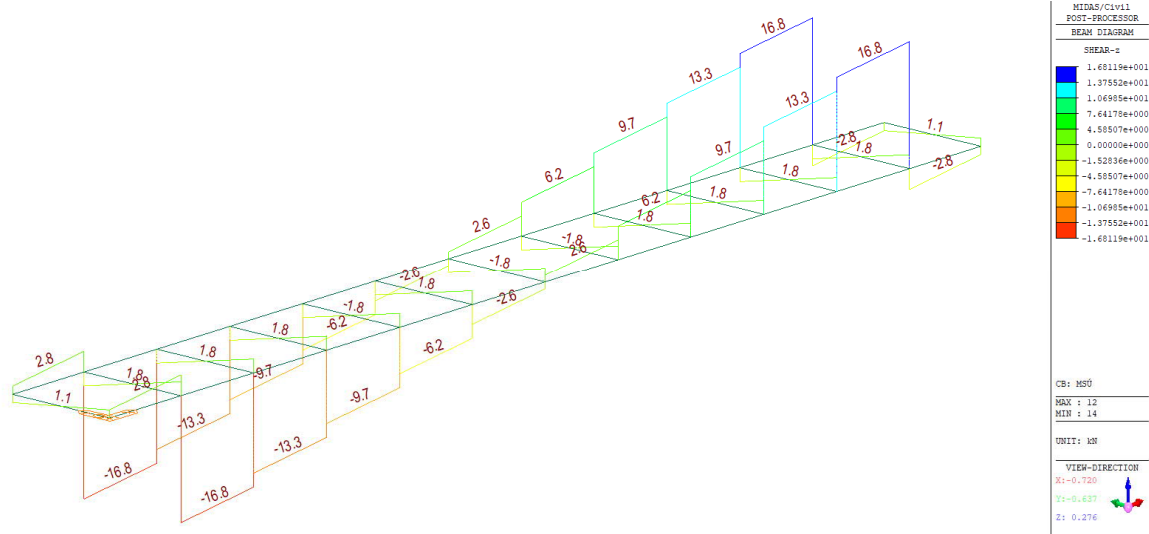 MIDAS/Civil
POST-PROCESSOR
BEAM DIAGRAM
SHEAR-z
1.68119e+001
1.37552e+001
1.06985e+001
7.64178e+000
4.58507e+000
0.00000e+000
-1.52836e+000
-4.58507e+000
-7.64178e+000
-1.06985e+001
-1.37552e+001
-1.68119e+001
CB: MSÚ
MAX : 12
MIN : 14
UNIT: kN
VIEW-DIRECTION
X:-0.720
Y:-0.637
Z: 0.276
16.8
16.8
13.3
13.3
9.7
9.7
1.1
-2.8
1.8
-2.8
1.8
6.2
6.2
1.8
1.8
2.6
-1.8
2.6
-1.8
-2.6
1.8
-2.6
-1.8
1.8
-6.2
-6.2
1.8
2.8
1.8
2.8
-9.7
1.1
-9.7
-13.3
-13.3
-16.8
-16.8